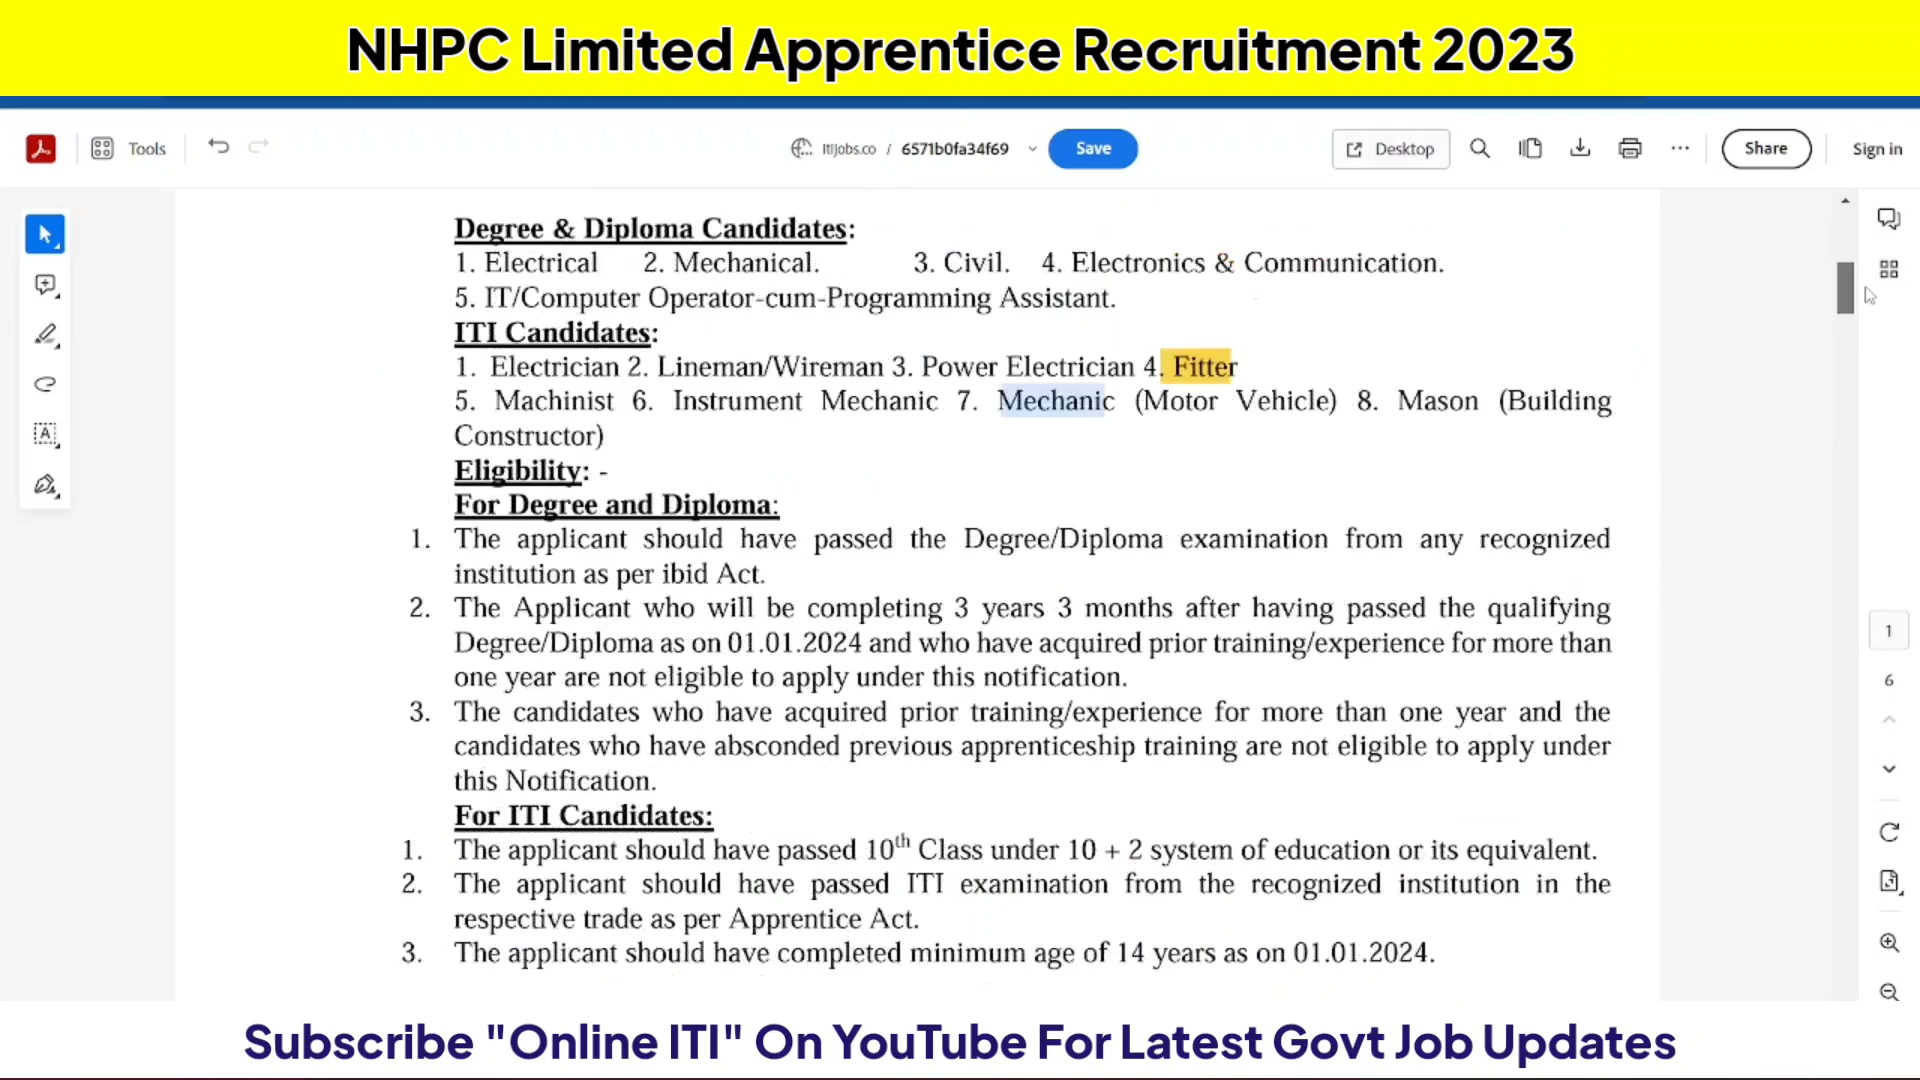 NHPC Limited Apprentice Recruitment 2023
Tools
Itijobs.co / 6571b0fa34f69
Save
Desktop
Share
Sign in
Degree & Diploma Candidates:
1. Electrical 2. Mechanical. 3. Civil. 4. Electronics & Communication.
5. IT/Computer Operator-cum-Programming Assistant.
ITI Candidates:
1. Electrician 2. Lineman/Wireman 3. Power Electrician 4. Fitter
5. Machinist 6. Instrument Mechanic 7. Mechanic (Motor Vehicle) 8. Mason (Building
Constructor)
Eligibility: -
For Degree and Diploma:
1. The applicant should have passed the Degree/Diploma examination from any recognized
institution as per ibid Act.
2. The Applicant who will be completing 3 years 3 months after having passed the qualifying
Degree/Diploma as on 01.01.2024 and who have acquired prior training/experience for more than
one year are not eligible to apply under this notification.
3. The candidates who have acquired prior training/experience for more than one year and the
candidates who have absconded previous apprenticeship training are not eligible to apply under
this Notification.
For ITI Candidates:
1. The applicant should have passed 10th Class under 10 + 2 system of education or its equivalent.
2. The applicant should have passed ITI examination from the recognized institution in the
respective trade as per Apprentice Act.
3. The applicant should have completed minimum age of 14 years as on 01.01.2024.
1
6
Subscribe "Online ITI" On YouTube For Latest Govt Job Updates